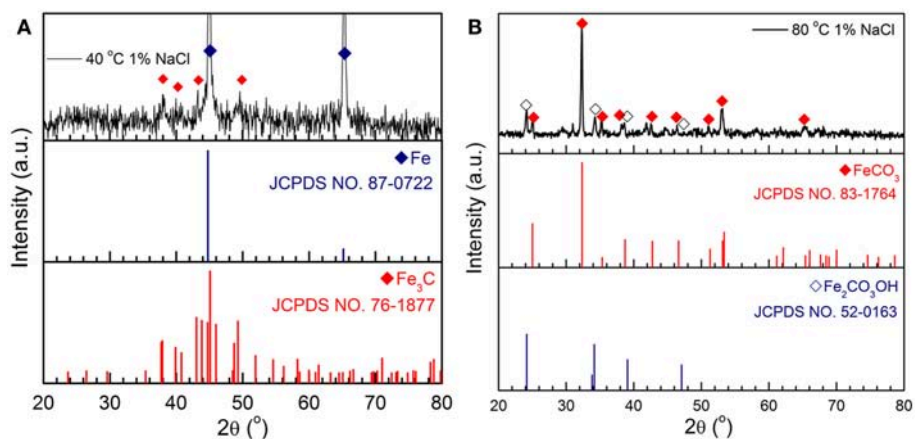 A
40 °C 1% NaCl
Fe
JCPDS NO. 87-0722
Fe₃C
JCPDS NO. 76-1877
Intensity (a.u.)
20 30 40 50 60 70 80
2θ (°)
B
80 °C 1% NaCl
FeCO₃
JCPDS NO. 83-1764
Fe₂CO₃OH
JCPDS NO. 52-0163
Intensity (a.u.)
20 30 40 50 60 70 80
2θ (°)